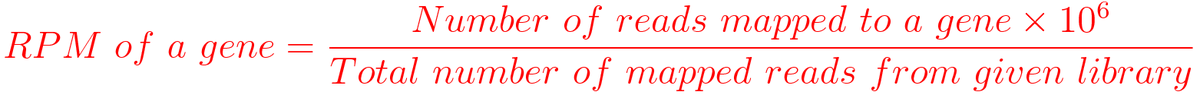 RPM of a gene = \frac{Number of reads mapped to a gene × 10^6}{Total number of mapped reads from given library}